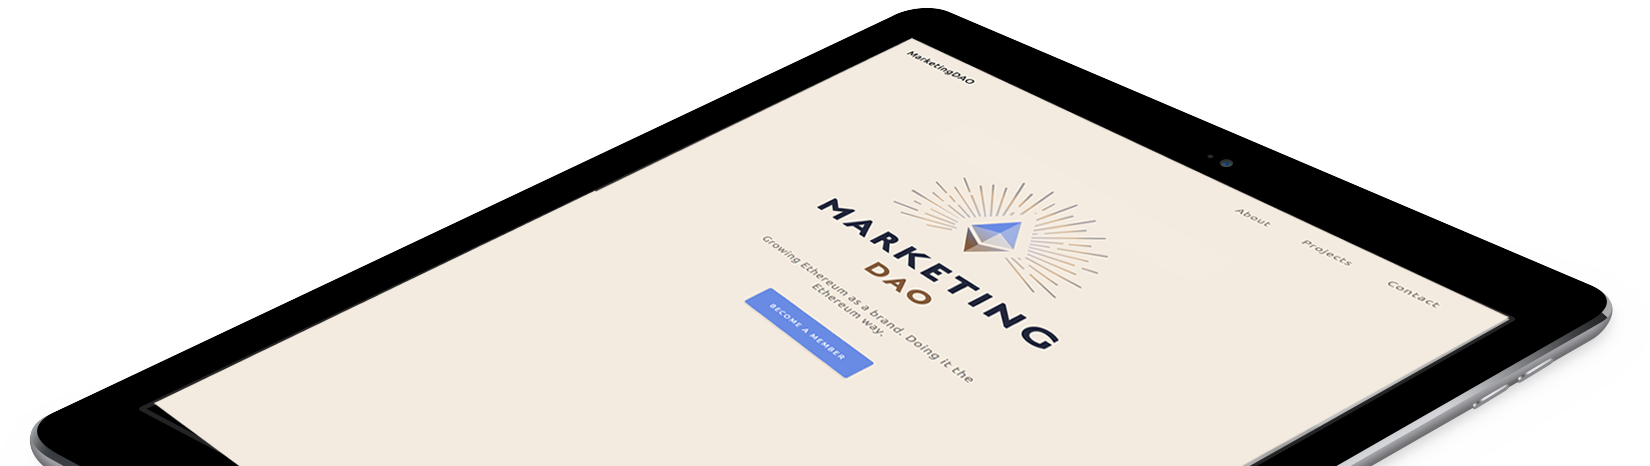 MarketingDAO
About
Projects
Contact
MARKETING
DAO
Growing Ethereum as a brand. Doing it the
Ethereum way.
BECOME A MEMBER